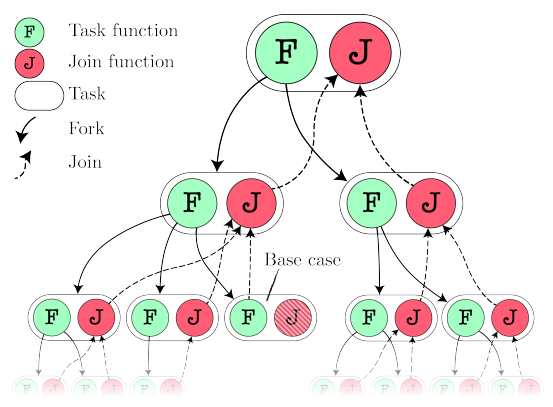 F Task function
J Join function
Task
Fork
Join
F J
F J F J
Base case
F J F J F J F J F J
F J F J F J F J F J F J F J